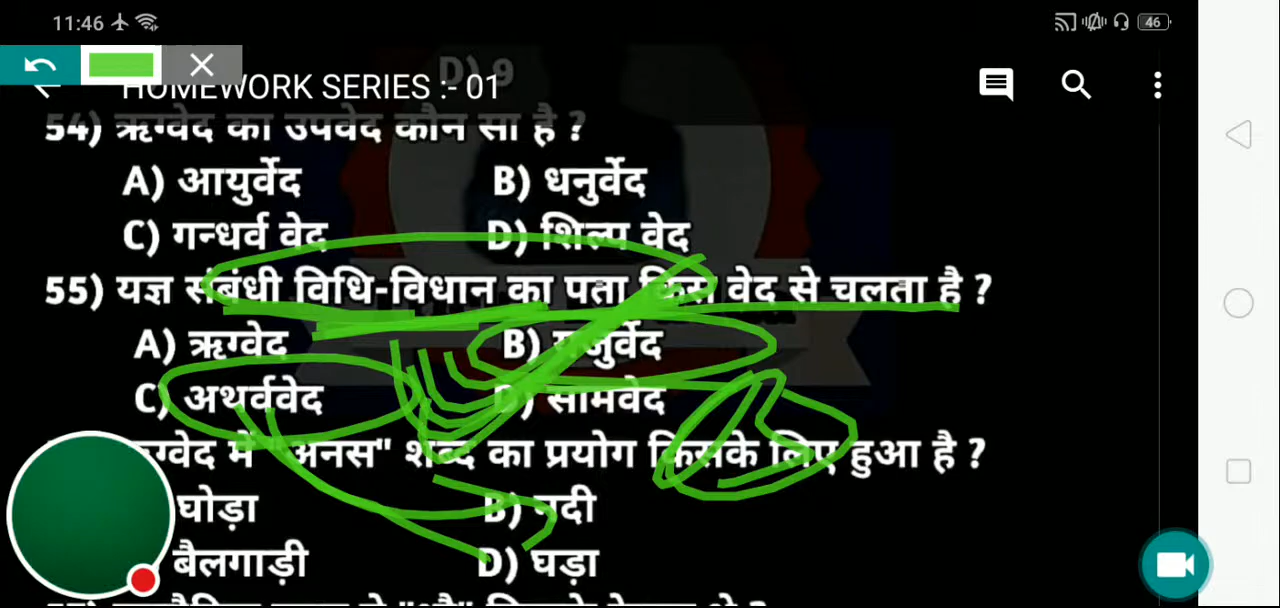 11:46
46
HOMEWORK SERIES :- 01
D) 9
54) ऋग्वेद का उपवेद कौन सा है ?
A) आयुर्वेद B) धनुर्वेद
C) गन्धर्व वेद D) शिल्प वेद
55) यज्ञ संबंधी विधि-विधान का पता किस वेद से चलता है ?
A) ऋग्वेद B) यजुर्वेद
C) अथर्ववेद D) सामवेद
ऋग्वेद में "अनस" शब्द का प्रयोग किसके लिए हुआ है ?
घोड़ा B) नदी
बैलगाड़ी D) घड़ा